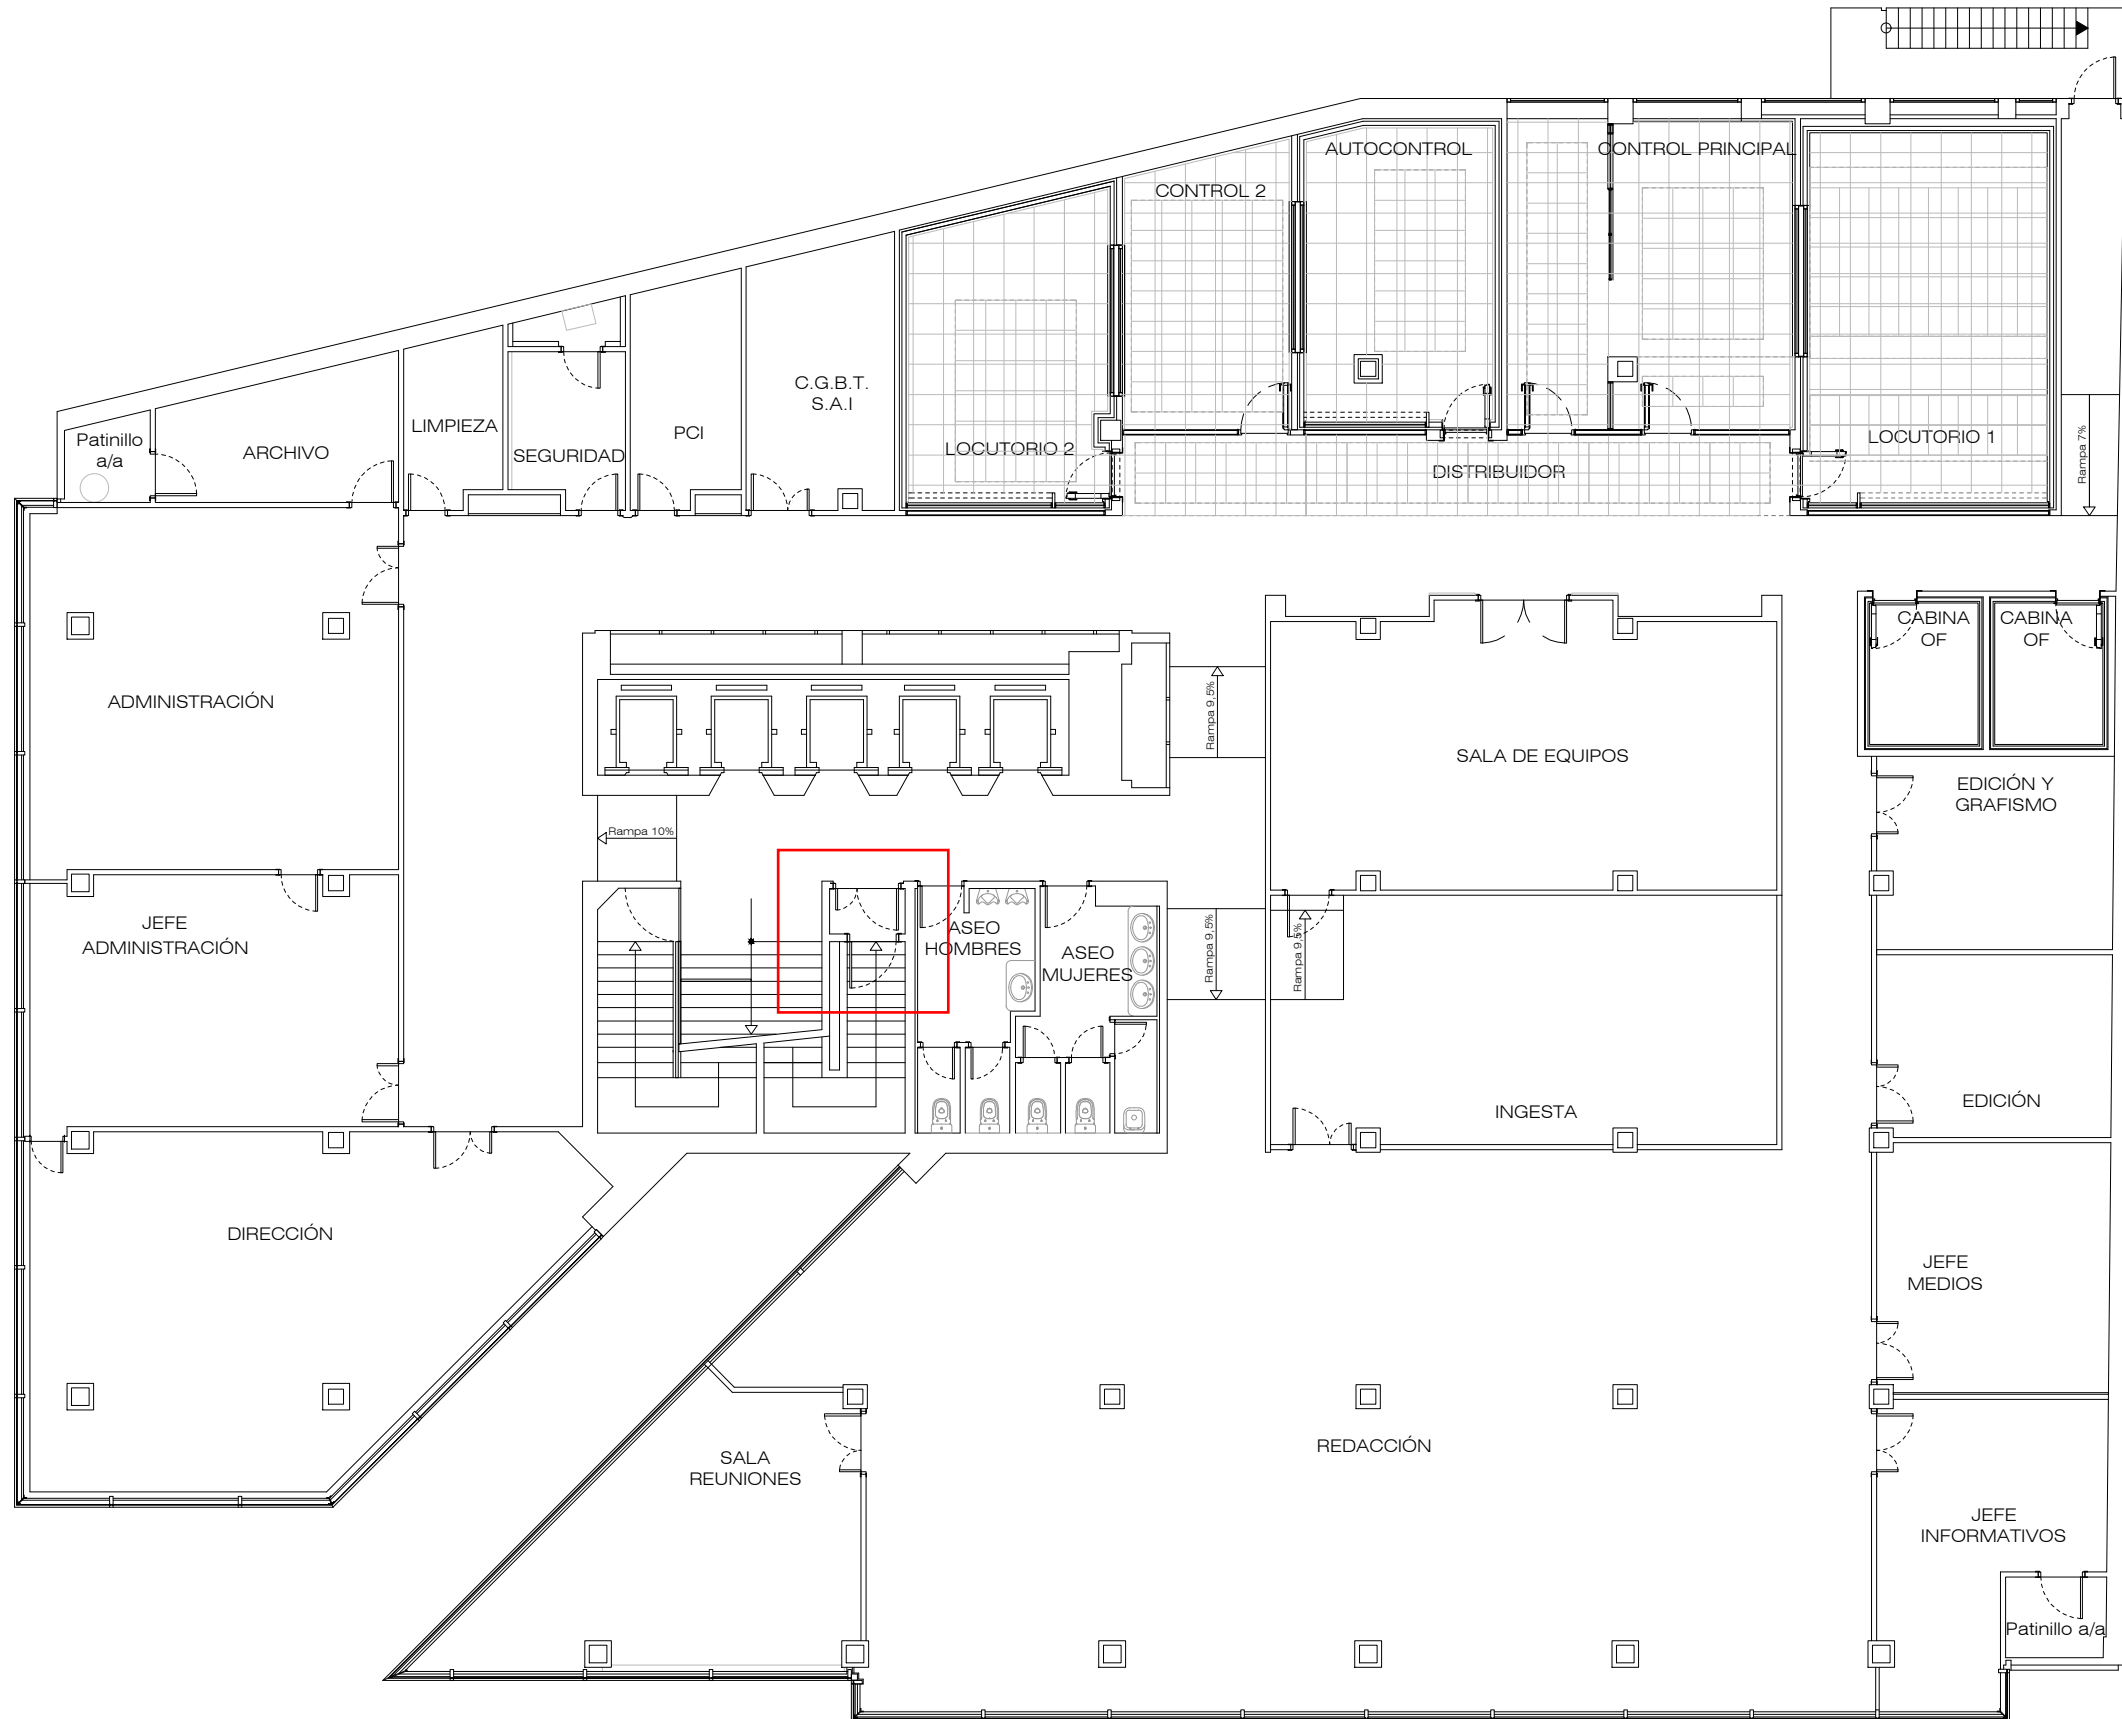 AUTOCONTROL
CONTROL PRINCIPAL
CONTROL 2
C.G.B.T.
S.A.I
LIMPIEZA
PCI
Patinillo
a/a
ARCHIVO
SEGURIDAD
LOCUTORIO 2
LOCUTORIO 1
DISTRIBUIDOR
Rampa 7%
CABINA
OF
CABINA
OF
ADMINISTRACIÓN
Rampa 9,5%
SALA DE EQUIPOS
EDICIÓN Y
GRAFISMO
Rampa 10%
JEFE
ADMINISTRACIÓN
ASEO
HOMBRES
ASEO
MUJERES
Rampa 9,5%
Rampa 9,5%
INGESTA
EDICIÓN
DIRECCIÓN
JEFE
MEDIOS
REDACCIÓN
SALA
REUNIONES
JEFE
INFORMATIVOS
Patinillo a/a